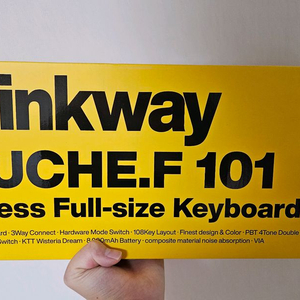 inkway
UCHE.F 101
ess Full-size Keyboard
rd · 3Way Connect · Hardware Mode Switch · 108Key Layout · Finest design & Color · PBT 4Tone Double
Switch · KTT Wisteria Dream · 8,000mAh Battery · composite material noise absorption · VIA